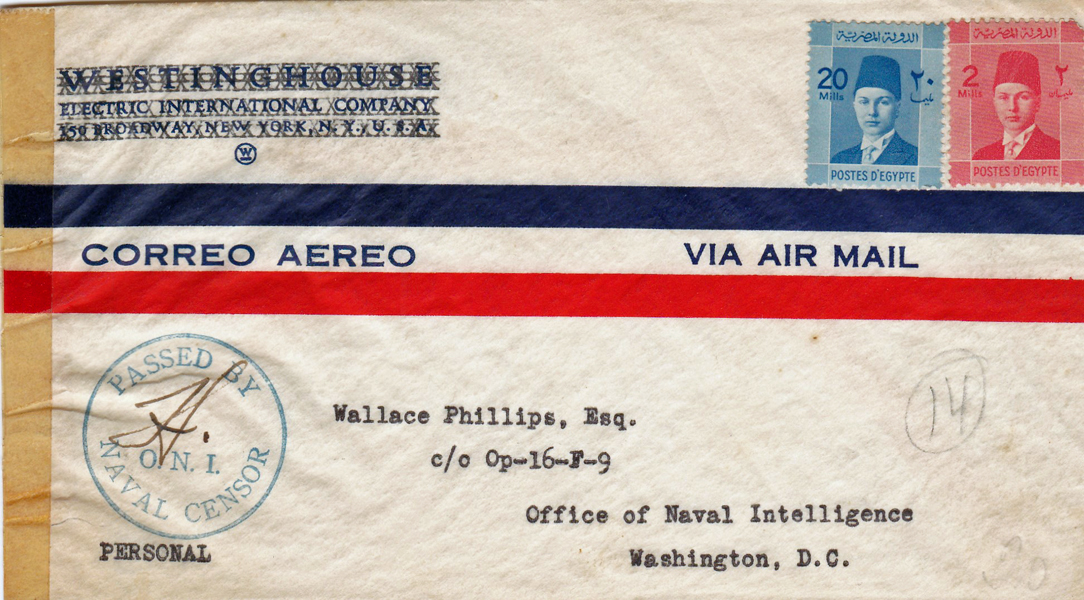 WESTINGHOUSE
ELECTRIC INTERNATIONAL COMPANY
150 BROADWAY, NEW YORK, N. Y., U. S. A.
W
الدولة المصرية
20 ٢٠
Mills مليما
POSTES D'EGYPTE
الدولة المصرية
2 ٢
Mills مليمان
POSTES D'EGYPTE
CORREO AEREO VIA AIR MAIL
PASSED BY
H.
O. N. I.
NAVAL CENSOR
PERSONAL
14
Wallace Phillips, Esq.
c/o Op-16-F-9
Office of Naval Intelligence
Washington, D.C.